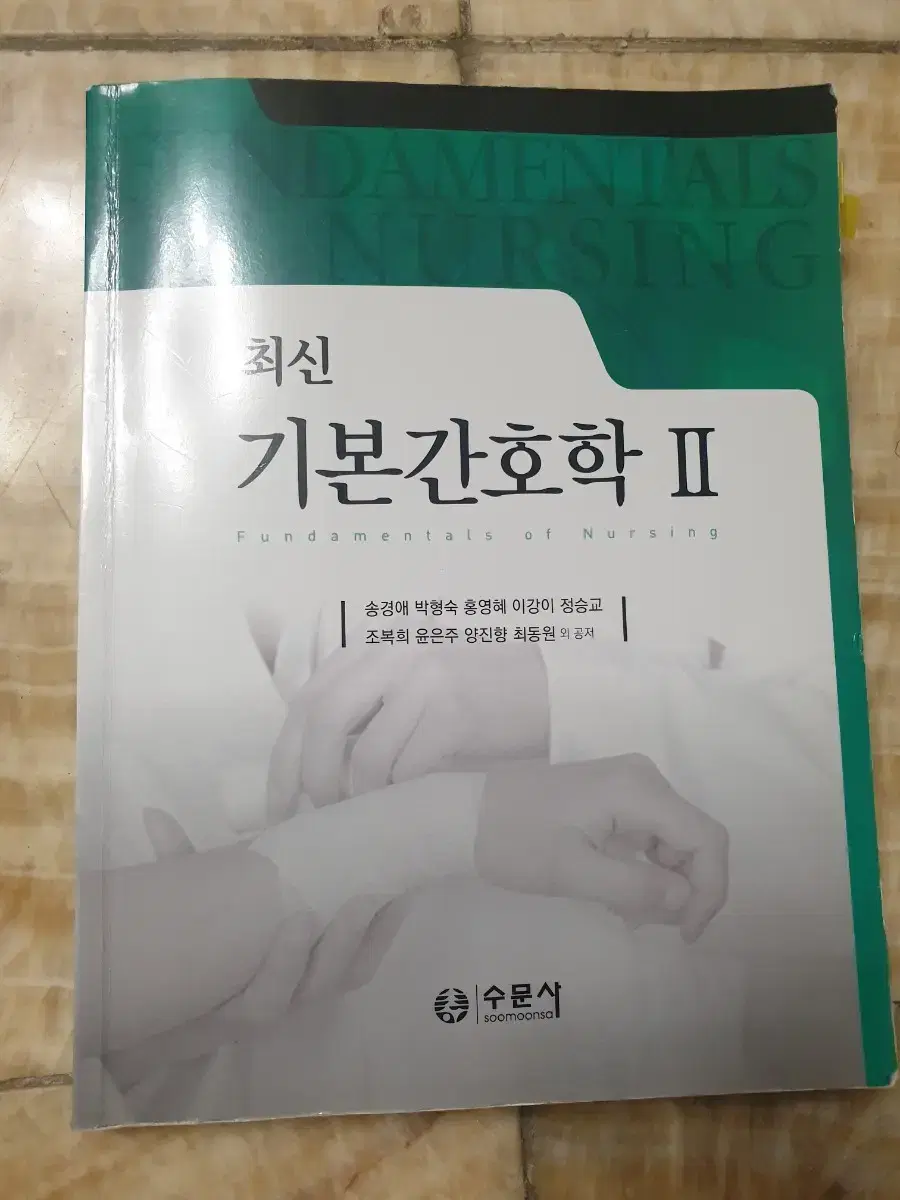 FUNDAMENTALS
NURSING
최신
기본간호학 Ⅱ
Fundamentals of Nursing
송경애 박형숙 홍영혜 이강이 정승교
조복희 윤은주 양진향 최동원 외 공저
수문사
soomoonsa